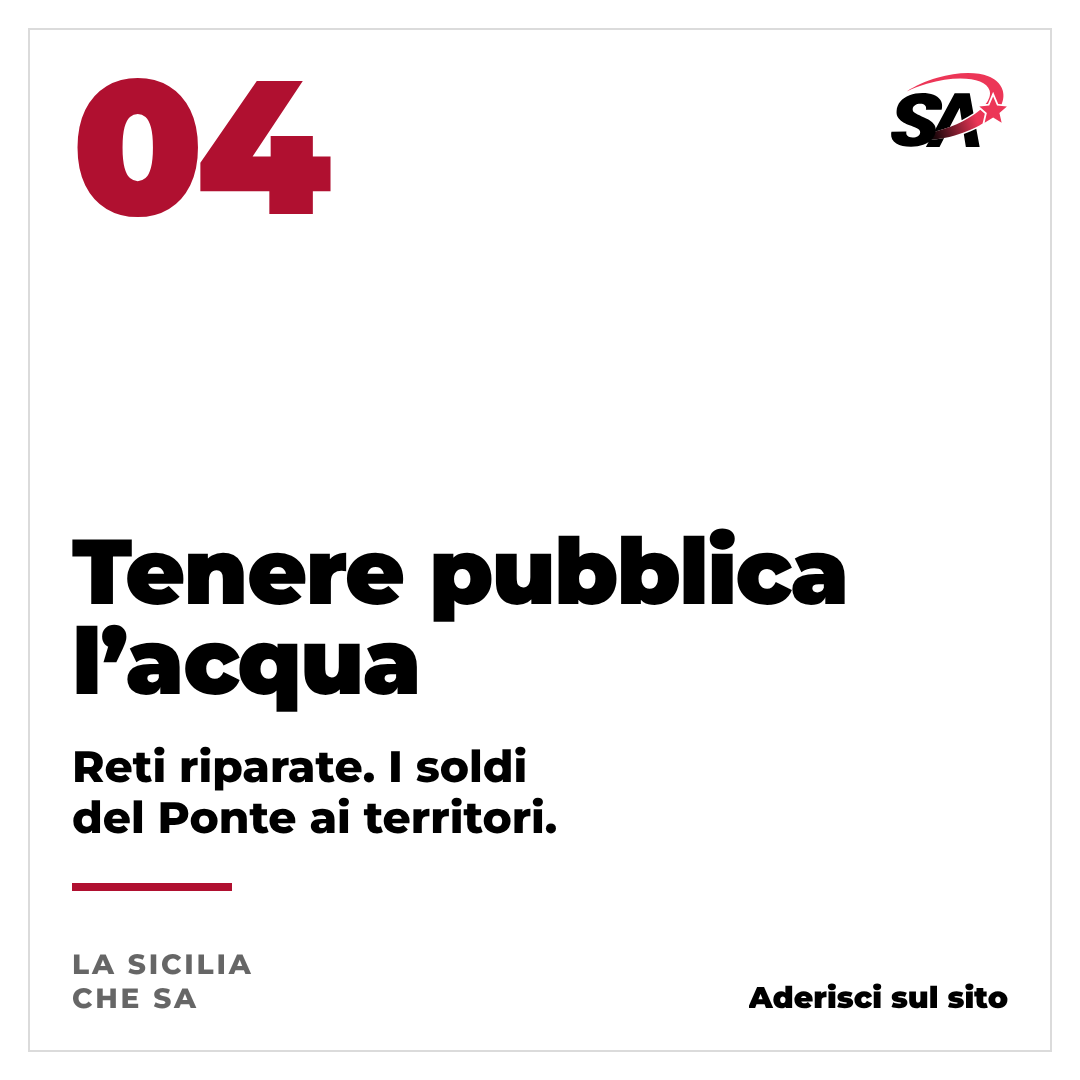 04
SA
Tenere pubblica
l’acqua
Reti riparate. I soldi
del Ponte ai territori.
LA SICILIA
CHE SA
Aderisci sul sito